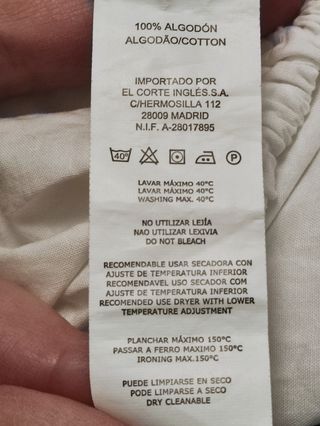 100% ALGODÓN
ALGODÃO/COTTON
IMPORTADO POR
EL CORTE INGLÉS.S.A.
C/HERMOSILLA 112
28009 MADRID
N.I.F. A-28017895
40° P
LAVAR MÁXIMO 40°C
LAVAR MÁXIMO 40°C
WASHING MAX. 40°C
NO UTILIZAR LEJÍA
NAO UTILIZAR LEXIVIA
DO NOT BLEACH
RECOMENDABLE USAR SECADORA CON
AJUSTE DE TEMPERATURA INFERIOR
RECOMENDAVEL USO SECADOR COM
AJUSTE DE TEMPERATURA INFERIOR
RECOMENDED USE DRYER WITH LOWER
TEMPERATURE ADJUSTMENT
PLANCHAR MÁXIMO 150°C
PASSAR A FERRO MAXIMO 150°C
IRONING MAX.150°C
PUEDE LIMPIARSE EN SECO
PODE LIMPARSE A SECO
DRY CLEANABLE